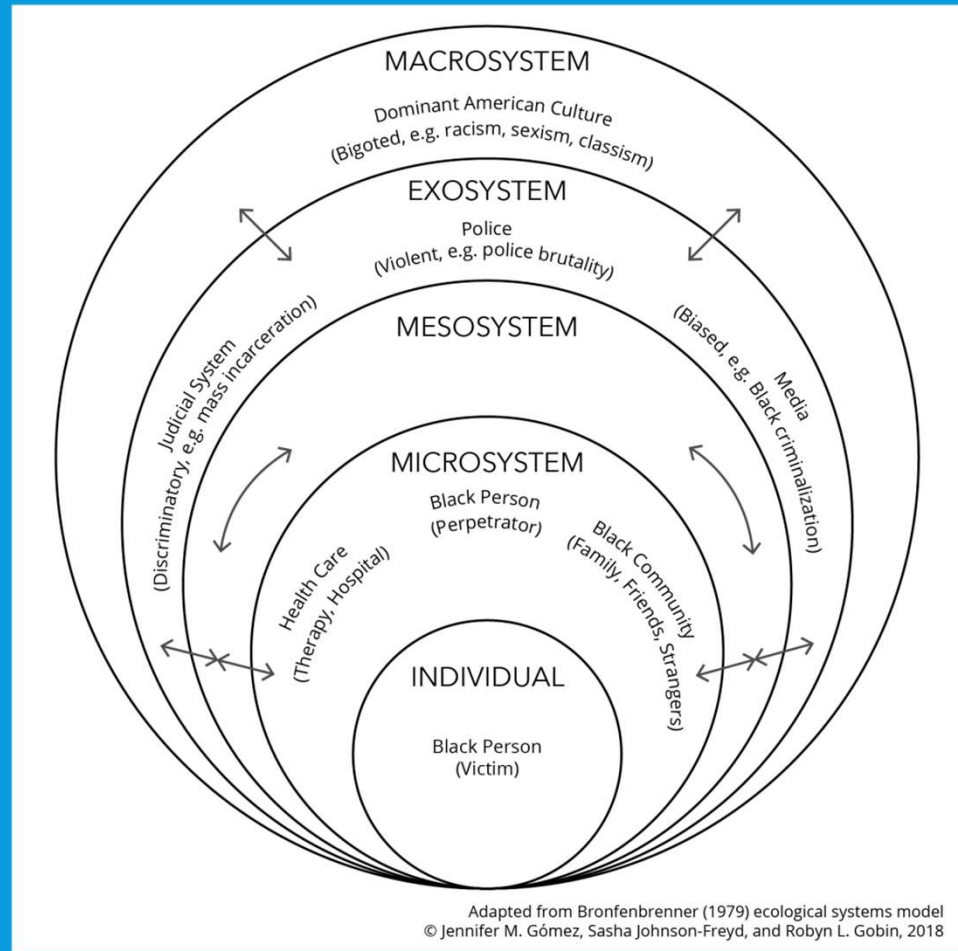 MACROSYSTEM
Dominant American Culture
(Bigoted, e.g. racism, sexism, classism)
EXOSYSTEM
Police
(Violent, e.g. police brutality)
Judicial System
(Discriminatory, e.g. mass incarceration)
Media
(Biased, e.g. Black criminalization)
MESOSYSTEM
MICROSYSTEM
Black Person
(Perpetrator)
Health Care
(Therapy, Hospital)
Black Community
(Family, Friends, Strangers)
INDIVIDUAL
Black Person
(Victim)
Adapted from Bronfenbrenner (1979) ecological systems model
© Jennifer M. Gómez, Sasha Johnson-Freyd, and Robyn L. Gobin, 2018